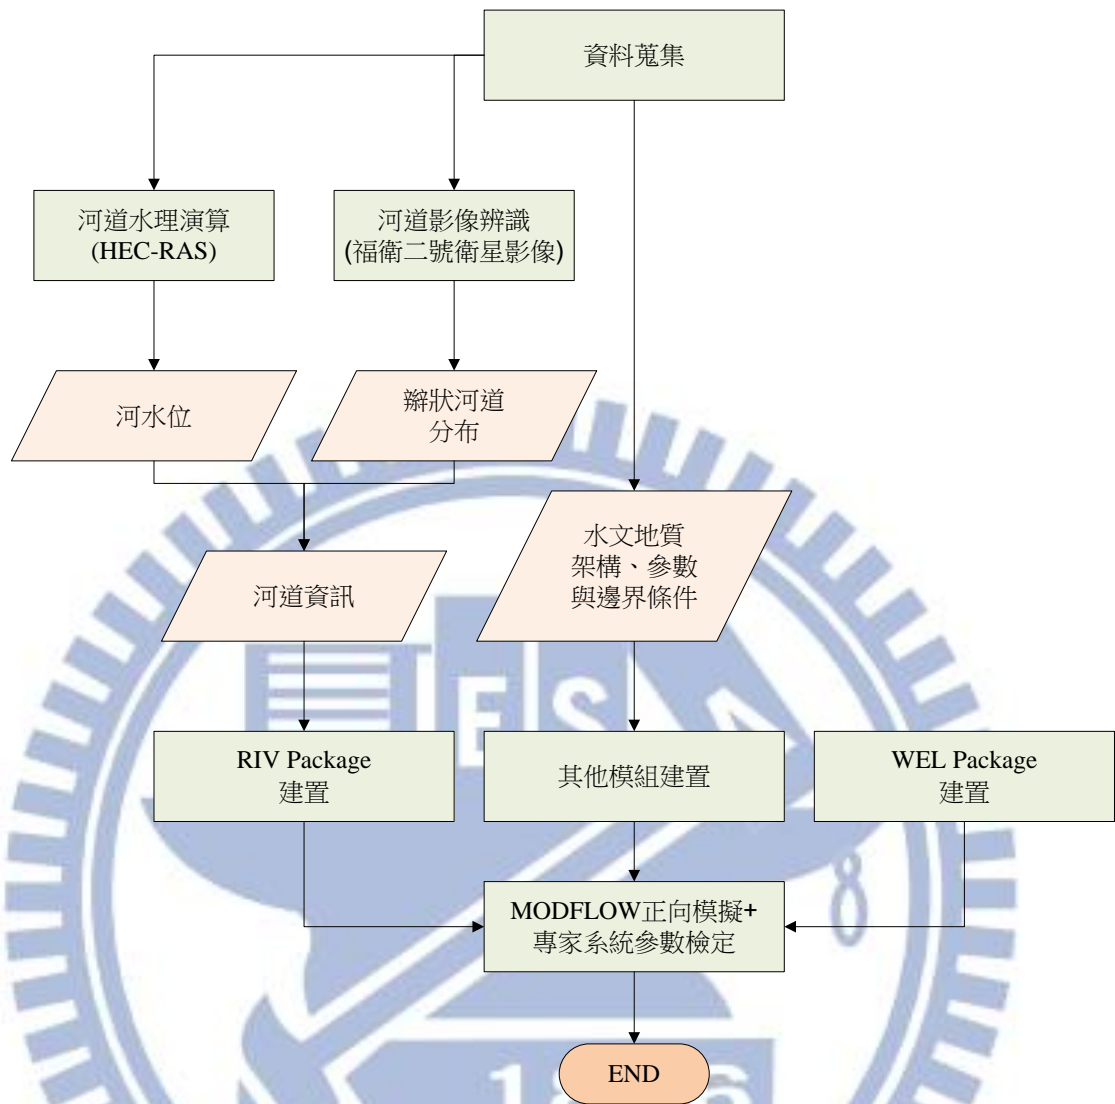 資料蒐集
河道水理演算
(HEC-RAS)
河道影像辨識
(福衛二號衛星影像)
河水位
辮狀河道
分布
水文地質
架構、參數
與邊界條件
河道資訊
RIV Package
建置
其他模組建置
WEL Package
建置
MODFLOW正向模擬+
專家系統參數檢定
END
E S A
8
1896